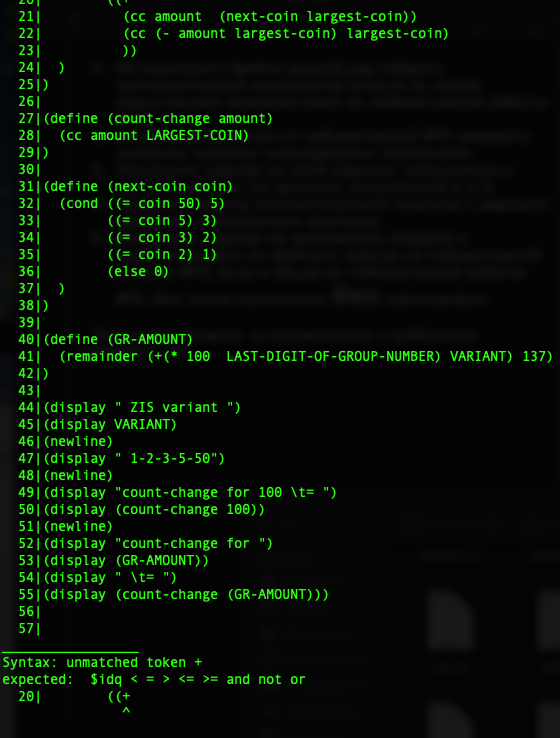 20|        ((+
21|          (cc amount  (next-coin largest-coin))
22|          (cc (- amount largest-coin) largest-coin)
23|          ))
24|  )
25|)
26|
27|(define (count-change amount)
28|  (cc amount LARGEST-COIN)
29|)
30|
31|(define (next-coin coin)
32|  (cond ((= coin 50) 5)
33|        ((= coin 5) 3)
34|        ((= coin 3) 2)
35|        ((= coin 2) 1)
36|        (else 0)
37|  )
38|)
39|
40|(define (GR-AMOUNT)
41|  (remainder (+(* 100  LAST-DIGIT-OF-GROUP-NUMBER) VARIANT) 137)
42|)
43|
44|(display " ZIS variant ")
45|(display VARIANT)
46|(newline)
47|(display " 1-2-3-5-50")
48|(newline)
49|(display "count-change for 100 \t= ")
50|(display (count-change 100))
51|(newline)
52|(display "count-change for ")
53|(display (GR-AMOUNT))
54|(display " \t= ")
55|(display (count-change (GR-AMOUNT)))
56|
57|
_________________
Syntax: unmatched token +
expected:  $idq < = > <= >= and not or
20|        ((+
^